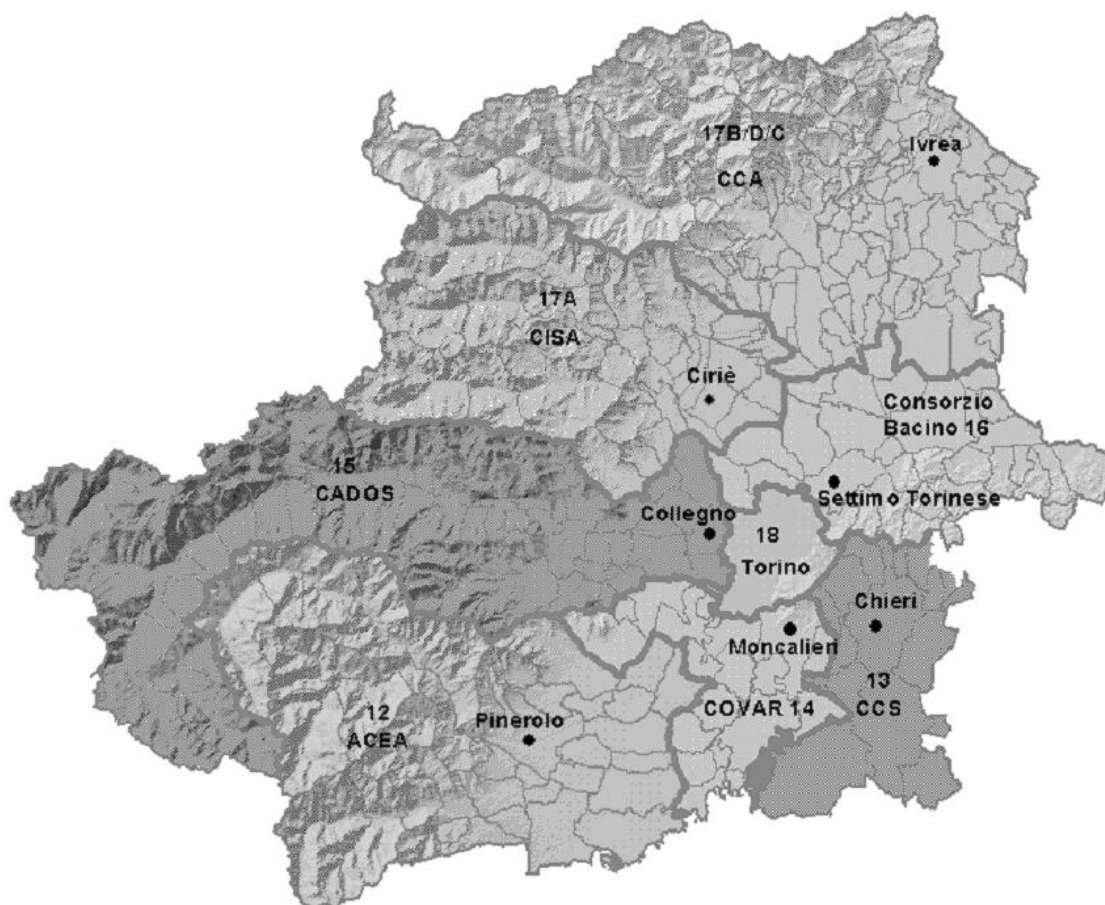 17B/D/C
CCA
Ivrea
17A
CISA
Ciriè
Consorzio
Bacino 16
15
CADOS
Settimo Torinese
Collegno
18
Torino
Chieri
Moncalieri
13
CCS
12
ACEA
Pinerolo
COVAR 14